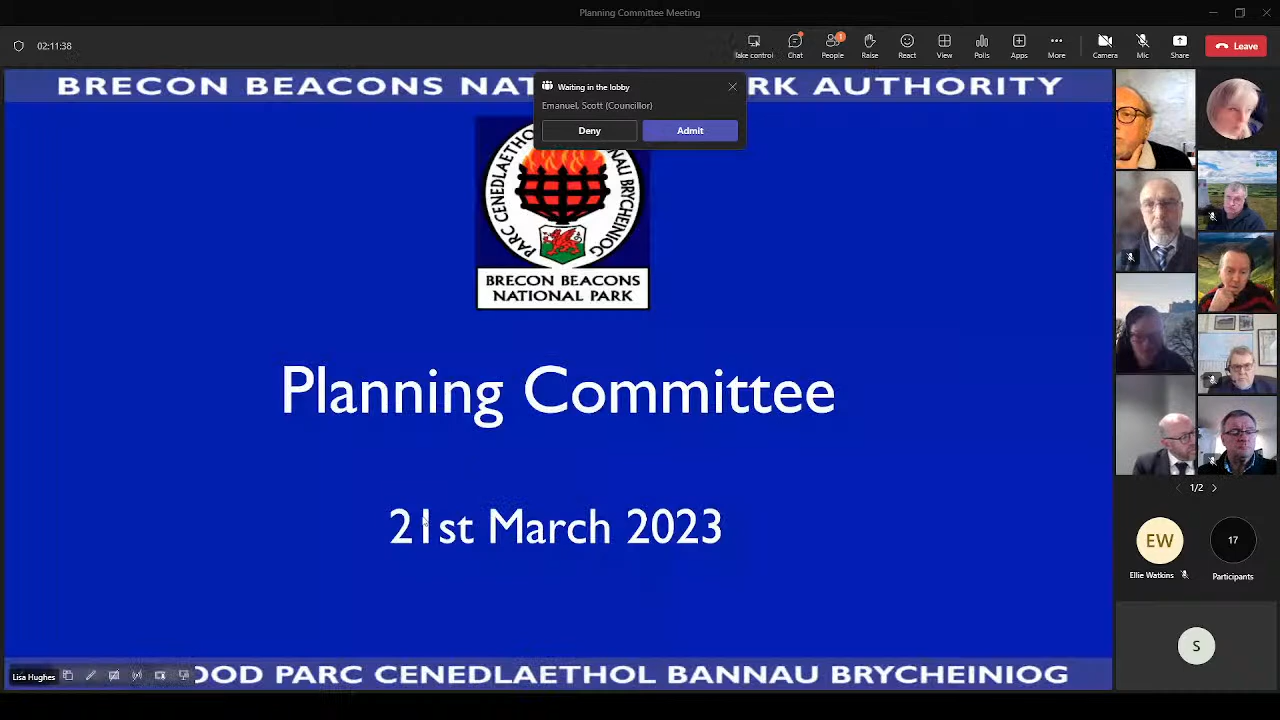 Planning Committee Meeting
02:11:38
Take control
Chat
People
1
Raise
React
View
Polls
Apps
More
Camera
Mic
Share
Leave
BRECON BEACONS NAT
RK AUTHORITY
Waiting in the lobby
Emanuel, Scott (Councillor)
Deny
Admit
PARC CENEDLAETHOL
NAU BRYCHEINIOG
BRECON BEACONS
NATIONAL PARK
Planning Committee
21st March 2023
1/2
EW
17
Ellie Watkins
Participants
S
Lisa Hughes
OOD PARC CENEDLAETHOL BANNAU BRYCHEINIOG